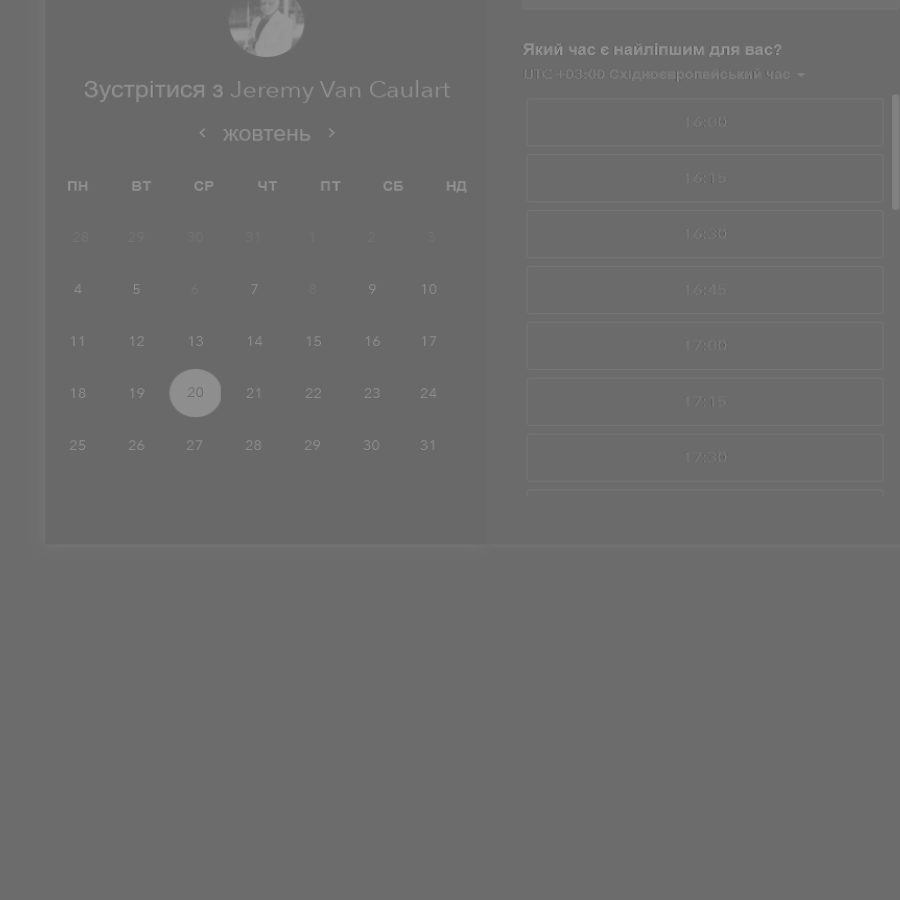 Зустрітися з Jeremy Van Caulart
жовтень
ПН ВТ СР ЧТ ПТ СБ НД
28 29 30 31 1 2 3
4 5 6 7 8 9 10
11 12 13 14 15 16 17
18 19 20 21 22 23 24
25 26 27 28 29 30 31
Який час є найліпшим для вас?
UTC +03:00 Східноєвропейський час
16:00
16:15
16:30
16:45
17:00
17:15
17:30